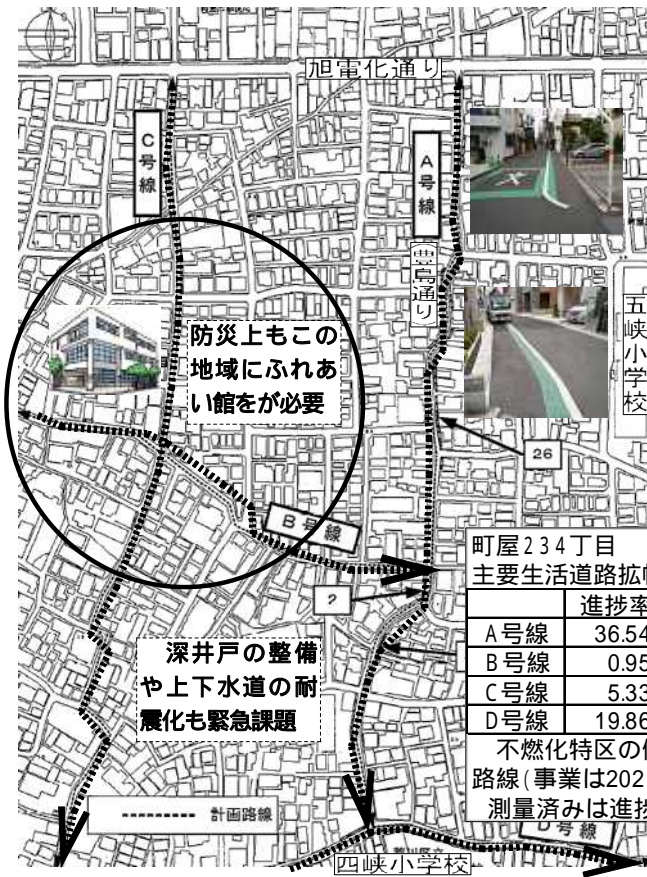 旭電化通り
C号線
A号線
(豊島通り)
五峡小学校
防災上もこの
地域にふれあ
い館をが必要
26
B号線
2
町屋234丁目
主要生活道路拡幅
進捗率
A号線 36.54
B号線 0.95
C号線 5.33
D号線 19.86
不燃化特区の
路線(事業は202
測量済みは進捗
深井戸の整備
や上下水道の耐
震化も緊急課題
計画路線
D号線
四峡小学校